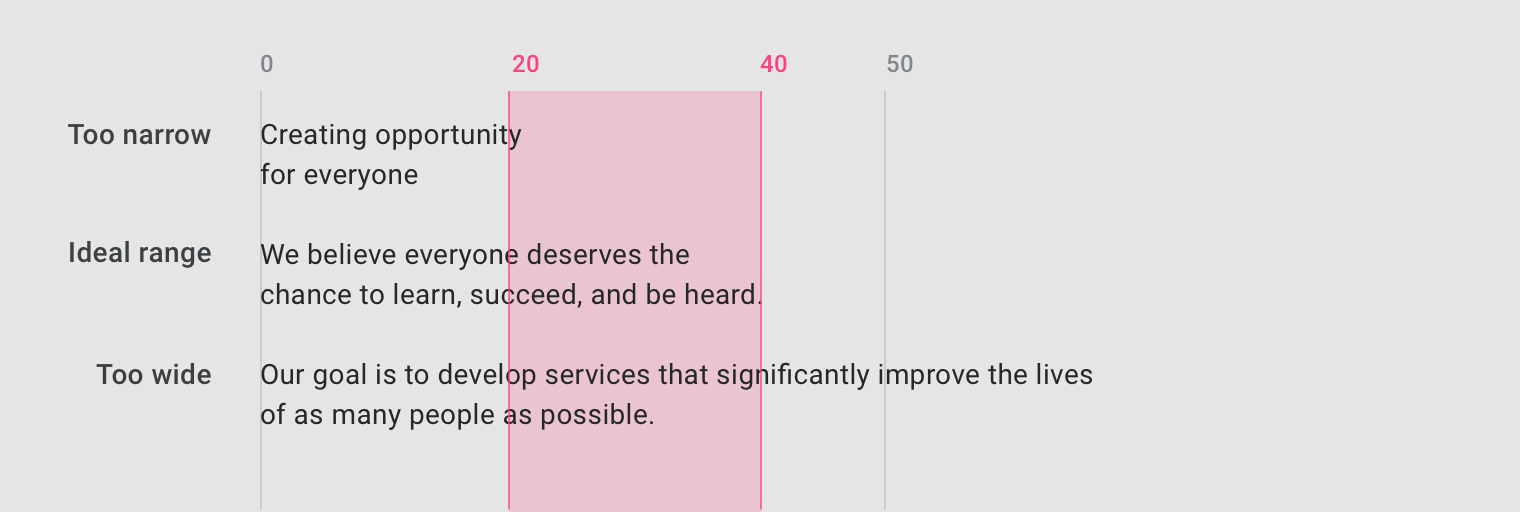 0 20 40 50
Too narrow
Creating opportunity
for everyone
Ideal range
We believe everyone deserves the
chance to learn, succeed, and be heard.
Too wide
Our goal is to develop services that significantly improve the lives
of as many people as possible.